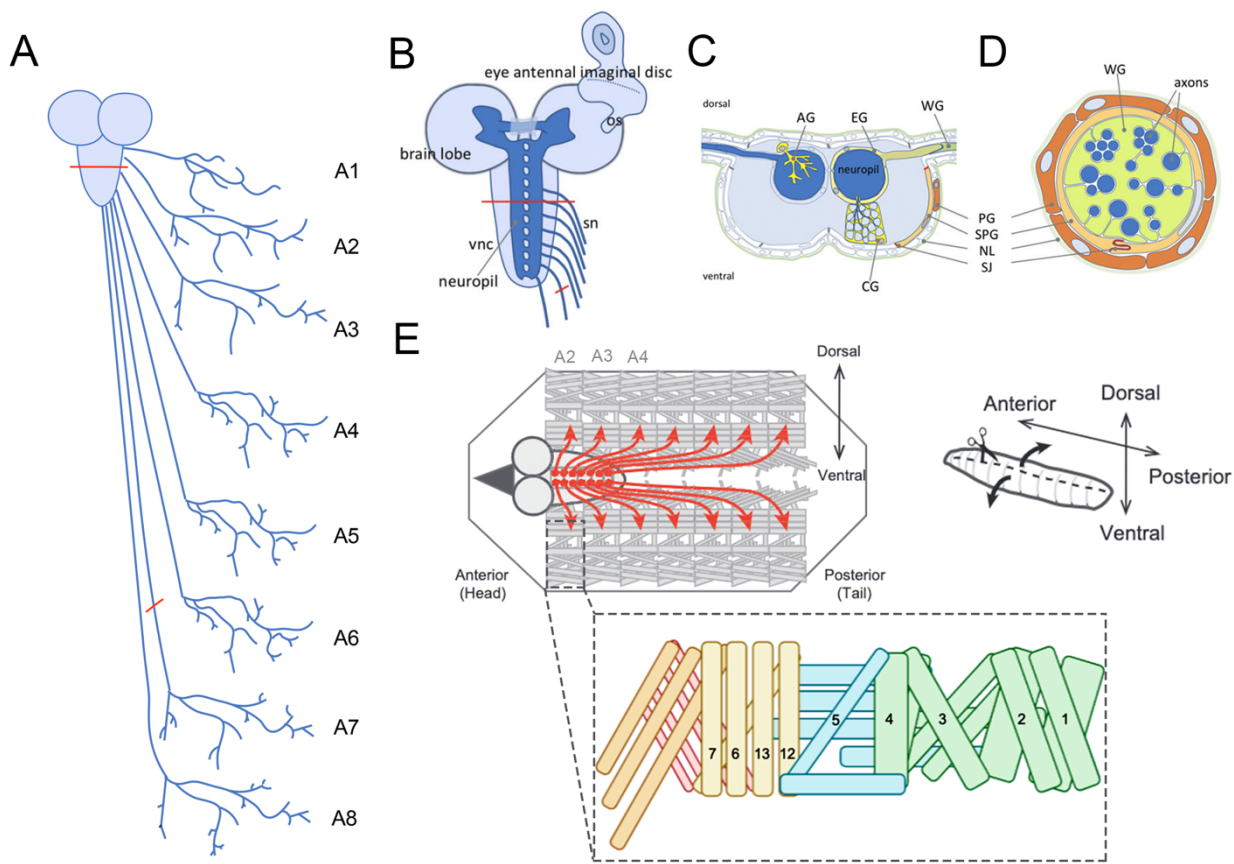 A
A1
A2
A3
A4
A5
A6
A7
A8
B
eye antennal imaginal disc
os
brain lobe
sn
vnc
neuropil
C
dorsal
AG
EG
WG
neuropil
PG
SPG
NL
SJ
CG
ventral
D
WG
axons
E
A2
A3
A4
Dorsal
Ventral
Anterior
(Head)
Posterior
(Tail)
Anterior
Dorsal
Posterior
Ventral
7
6
13
12
5
4
3
2
1